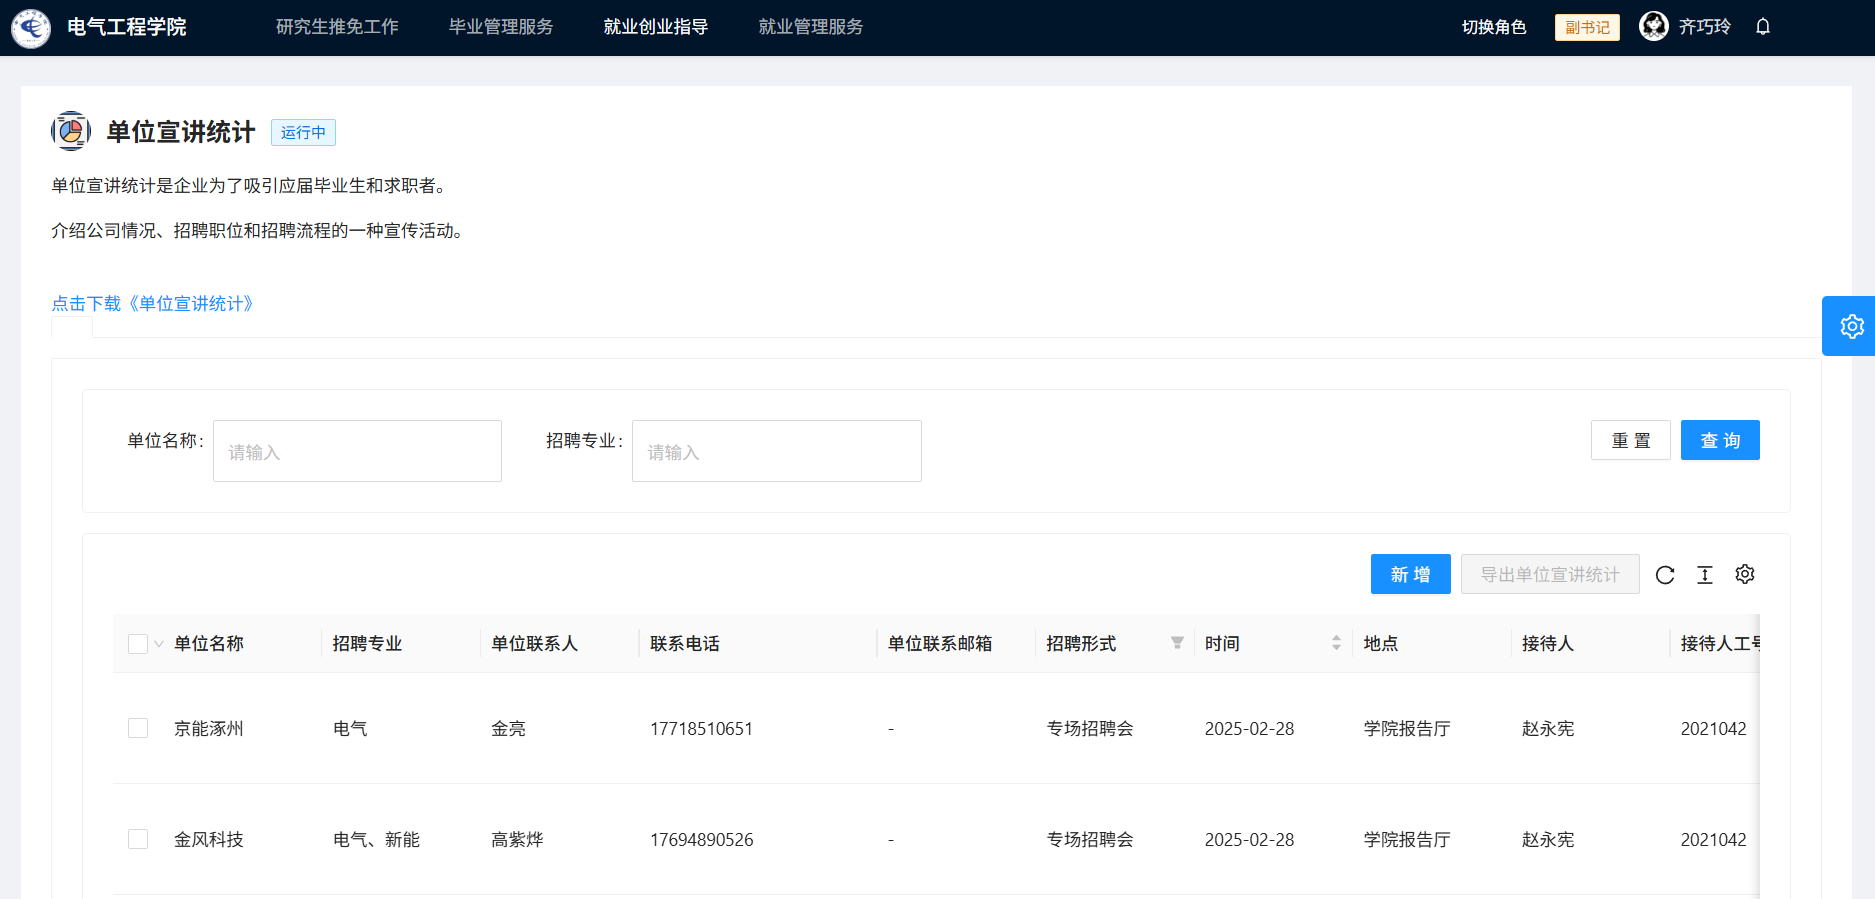 电气工程学院 研究生推免工作 毕业管理服务 就业创业指导 就业管理服务 切换角色 副书记 齐巧玲
单位宣讲统计 运行中
单位宣讲统计是企业为了吸引应届毕业生和求职者。
介绍公司情况、招聘职位和招聘流程的一种宣传活动。
点击下载《单位宣讲统计》
单位名称: 请输入 招聘专业: 请输入 重 置 查 询
新 增 导出单位宣讲统计
单位名称 招聘专业 单位联系人 联系电话 单位联系邮箱 招聘形式 时间 地点 接待人 接待人工号
京能涿州 电气 金亮 17718510651 - 专场招聘会 2025-02-28 学院报告厅 赵永宪 2021042
金风科技 电气、新能 高紫烨 17694890526 - 专场招聘会 2025-02-28 学院报告厅 赵永宪 2021042